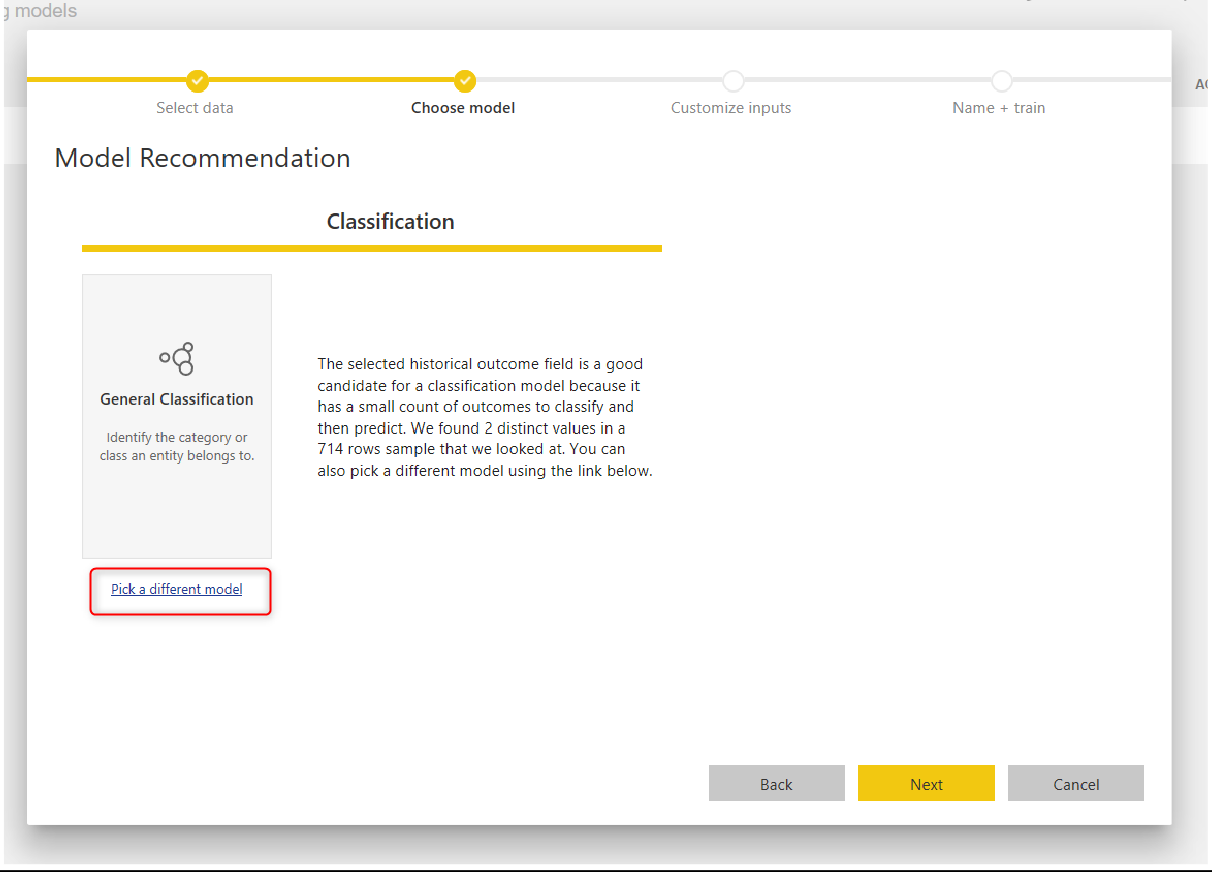 g models
Select data
Choose model
Customize inputs
Name + train
Model Recommendation
Classification
General Classification
Identify the category or
class an entity belongs to.
The selected historical outcome field is a good
candidate for a classification model because it
has a small count of outcomes to classify and
then predict. We found 2 distinct values in a
714 rows sample that we looked at. You can
also pick a different model using the link below.
Pick a different model
Back
Next
Cancel